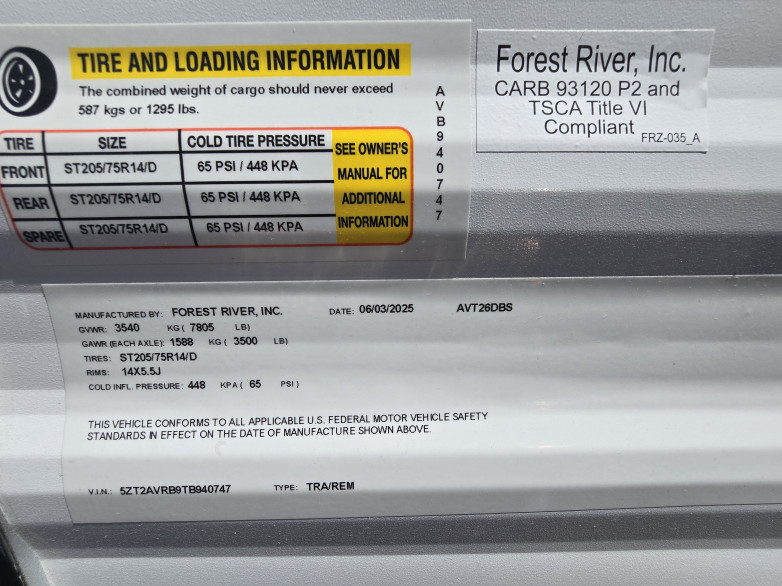 TIRE AND LOADING INFORMATION
The combined weight of cargo should never exceed
587 kgs or 1295 lbs.
TIRE SIZE COLD TIRE PRESSURE
FRONT ST205/75R14/D 65 PSI / 448 KPA
REAR ST205/75R14/D 65 PSI / 448 KPA
SPARE ST205/75R14/D 65 PSI / 448 KPA
SEE OWNER'S
MANUAL FOR
ADDITIONAL
INFORMATION
AVB940747
Forest River, Inc.
CARB 93120 P2 and
TSCA Title VI
Compliant
FRZ-035_A
MANUFACTURED BY: FOREST RIVER, INC. DATE: 06/03/2025 AVT26DBS
GVWR: 3540 KG ( 7805 LB)
GAWR (EACH AXLE): 1588 KG ( 3500 LB)
TIRES: ST205/75R14/D
RIMS: 14X5.5J
COLD INFL. PRESSURE: 448 KPA ( 65 PSI )
THIS VEHICLE CONFORMS TO ALL APPLICABLE U.S. FEDERAL MOTOR VEHICLE SAFETY
STANDARDS IN EFFECT ON THE DATE OF MANUFACTURE SHOWN ABOVE.
V.I.N.: 5ZT2AVRB9TB940747 TYPE: TRA/REM